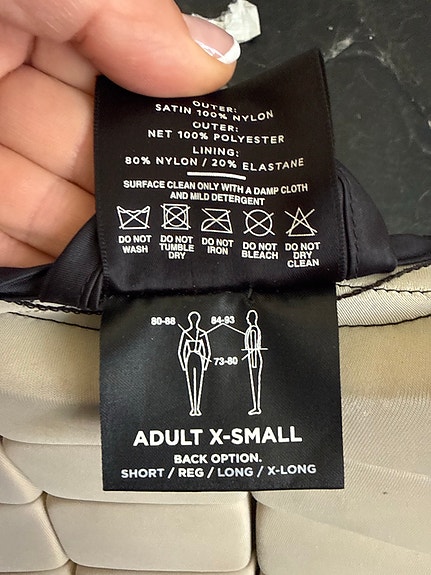 OUTER:
SATIN 100% NYLON
OUTER:
NET 100% POLYESTER
LINING:
80% NYLON / 20% ELASTANE
SURFACE CLEAN ONLY WITH A DAMP CLOTH
AND MILD DETERGENT
DO NOT WASH
DO NOT TUMBLE DRY
DO NOT IRON
DO NOT BLEACH
DO NOT DRY CLEAN
80-88 84-93
73-80
ADULT X-SMALL
BACK OPTION.
SHORT / REG / LONG / X-LONG